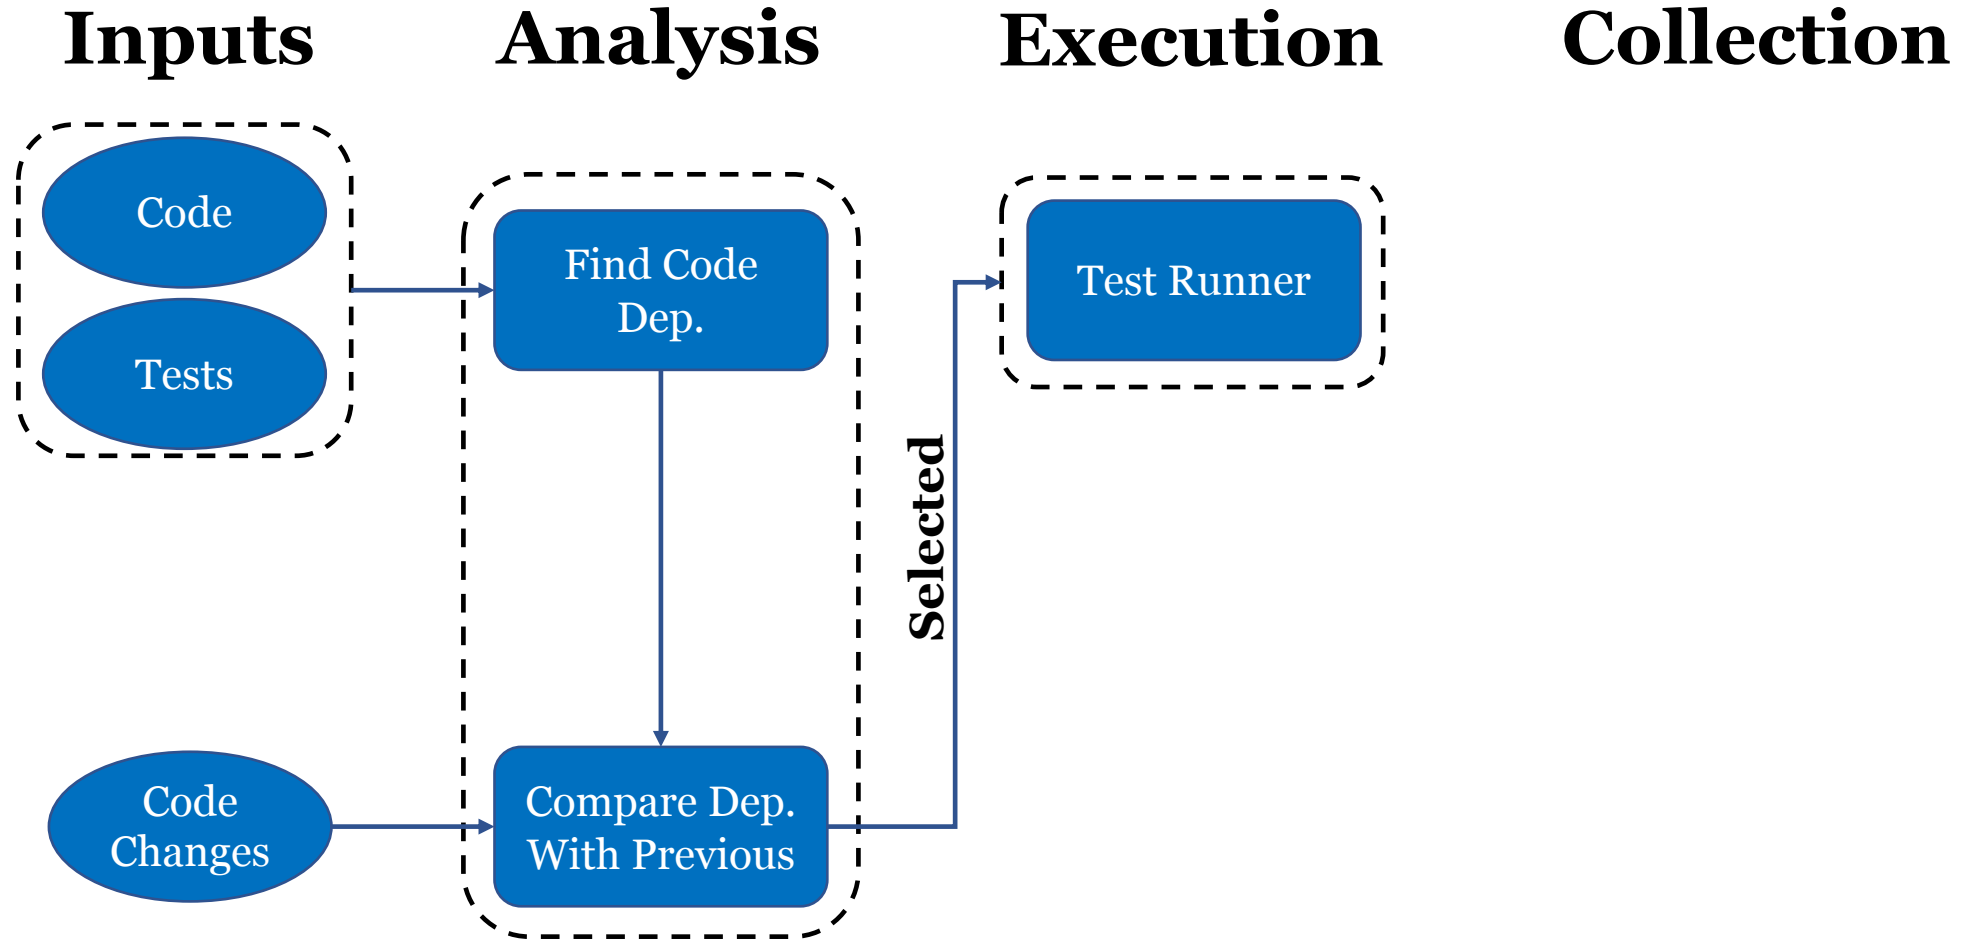 Inputs
Analysis
Execution
Collection
Code
Tests
Code
Changes
Find Code
Dep.
Compare Dep.
With Previous
Selected
Test Runner